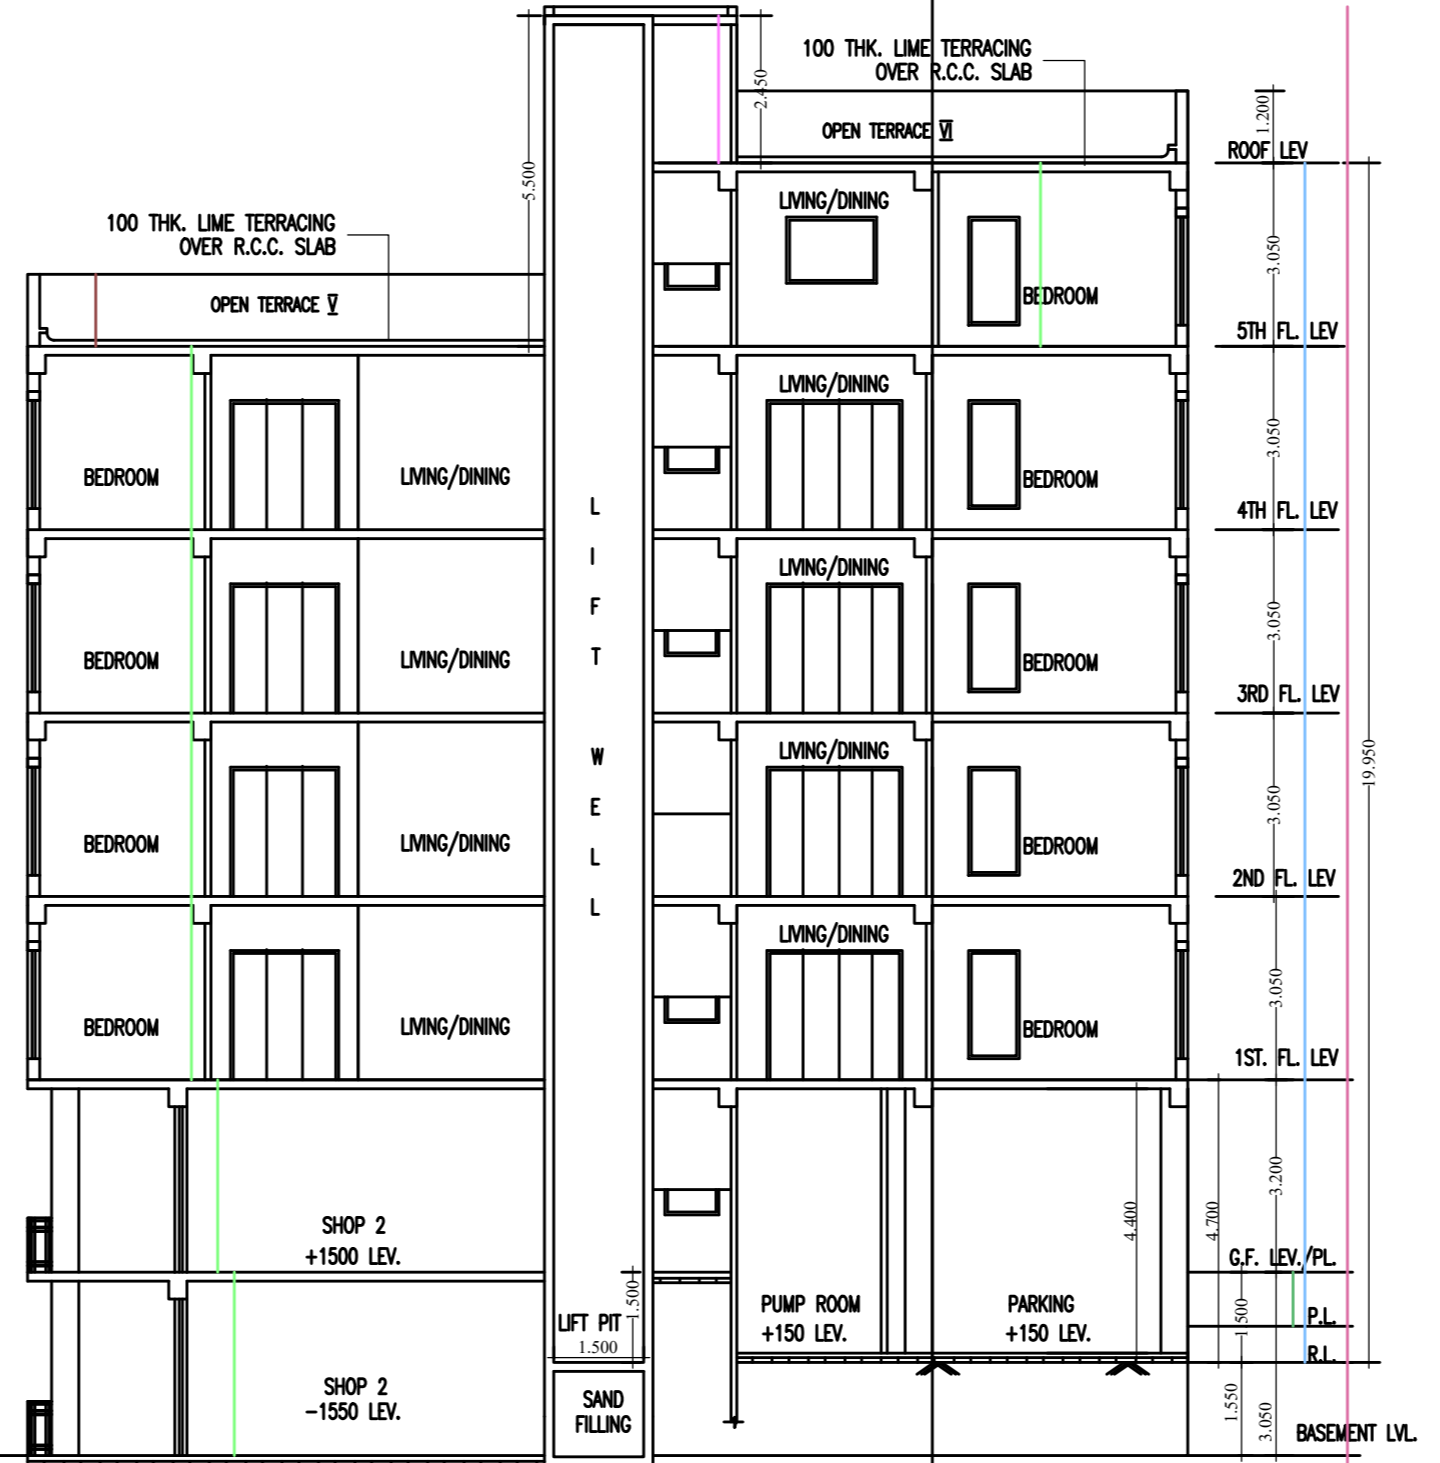 100 THK. LIME TERRACING
OVER R.C.C. SLAB
2.450
1.200
OPEN TERRACE VI
ROOF LEV
5.500
LIVING/DINING
100 THK. LIME TERRACING
OVER R.C.C. SLAB
3.050
BEDROOM
OPEN TERRACE V
5TH FL. LEV
LIVING/DINING
3.050
BEDROOM
LIVING/DINING
BEDROOM
LIFT WELL
4TH FL. LEV
LIVING/DINING
3.050
BEDROOM
LIVING/DINING
BEDROOM
3RD FL. LEV
LIVING/DINING
19.950
3.050
BEDROOM
LIVING/DINING
BEDROOM
2ND FL. LEV
LIVING/DINING
3.050
BEDROOM
LIVING/DINING
BEDROOM
1ST. FL. LEV
3.200
4.400
4.700
SHOP 2
+1500 LEV.
G.F. LEV./PL.
1.500
LIFT PIT
1.500
PUMP ROOM
+150 LEV.
PARKING
+150 LEV.
1.500
P.L.
R.L.
SHOP 2
-1550 LEV.
SAND
FILLING
1.550
3.050
BASEMENT LVL.